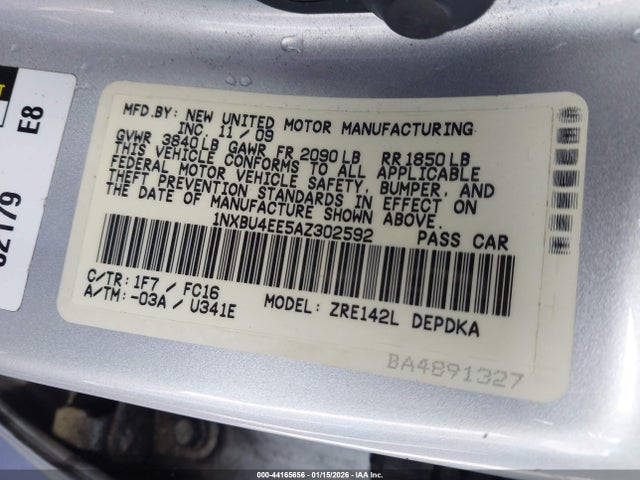 MFD.BY: NEW UNITED MOTOR MANUFACTURING
INC. 11/09
GVWR 3840LB GAWR FR 2090LB RR1850LB
THIS VEHICLE CONFORMS TO ALL APPLICABLE
FEDERAL MOTOR VEHICLE SAFETY, BUMPER, AND
THEFT PREVENTION STANDARDS IN EFFECT ON
THE DATE OF MANUFACTURE SHOWN ABOVE.
1NXBU4EE5AZ302592 PASS CAR
C/TR: 1F7 / FC16
A/TM: -03A / U341E MODEL: ZRE142L DEPDKA
BA4891327
E8
000-44165656 - 01/15/2026 - IAA Inc.